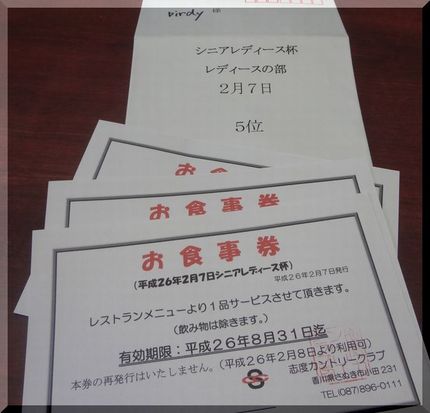 birdy 様
シニアレディース杯
レディースの部
2月7日
5位
お食事券
お食事券
お食事券
(平成26年2月7日シニアレディース杯)
平成26年2月7日発行
レストランメニューより1品サービスさせて頂きます。
(飲み物は除きます。)
有効期限:平成26年8月31日迄
本券の再発行はいたしません。(平成26年2月8日より利用可)
志度カントリークラブ
香川県さぬき市小田231
TEL(087)896-0111